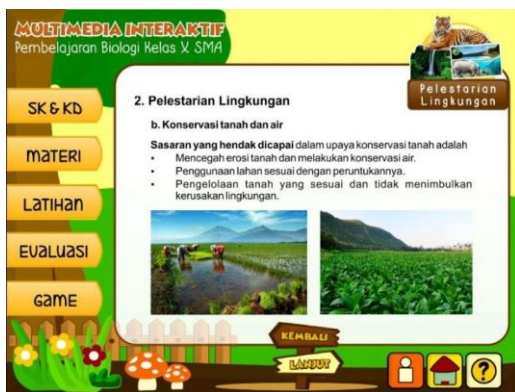 MULTIMEDIA INTERAKTIF
Pembelajaran Biologi Kelas X SMA
Pelestarian
Lingkungan
SK & KD
MATERI
LATIHAN
EVALUASI
GAME
2. Pelestarian Lingkungan
b. Konservasi tanah dan air
Sasaran yang hendak dicapai dalam upaya konservasi tanah adalah
• Mencegah erosi tanah dan melakukan konservasi air.
• Penggunaan lahan sesuai dengan peruntukannya.
• Pengelolaan tanah yang sesuai dan tidak menimbulkan
kerusakan lingkungan.
KEMBALI
LANJUT
?